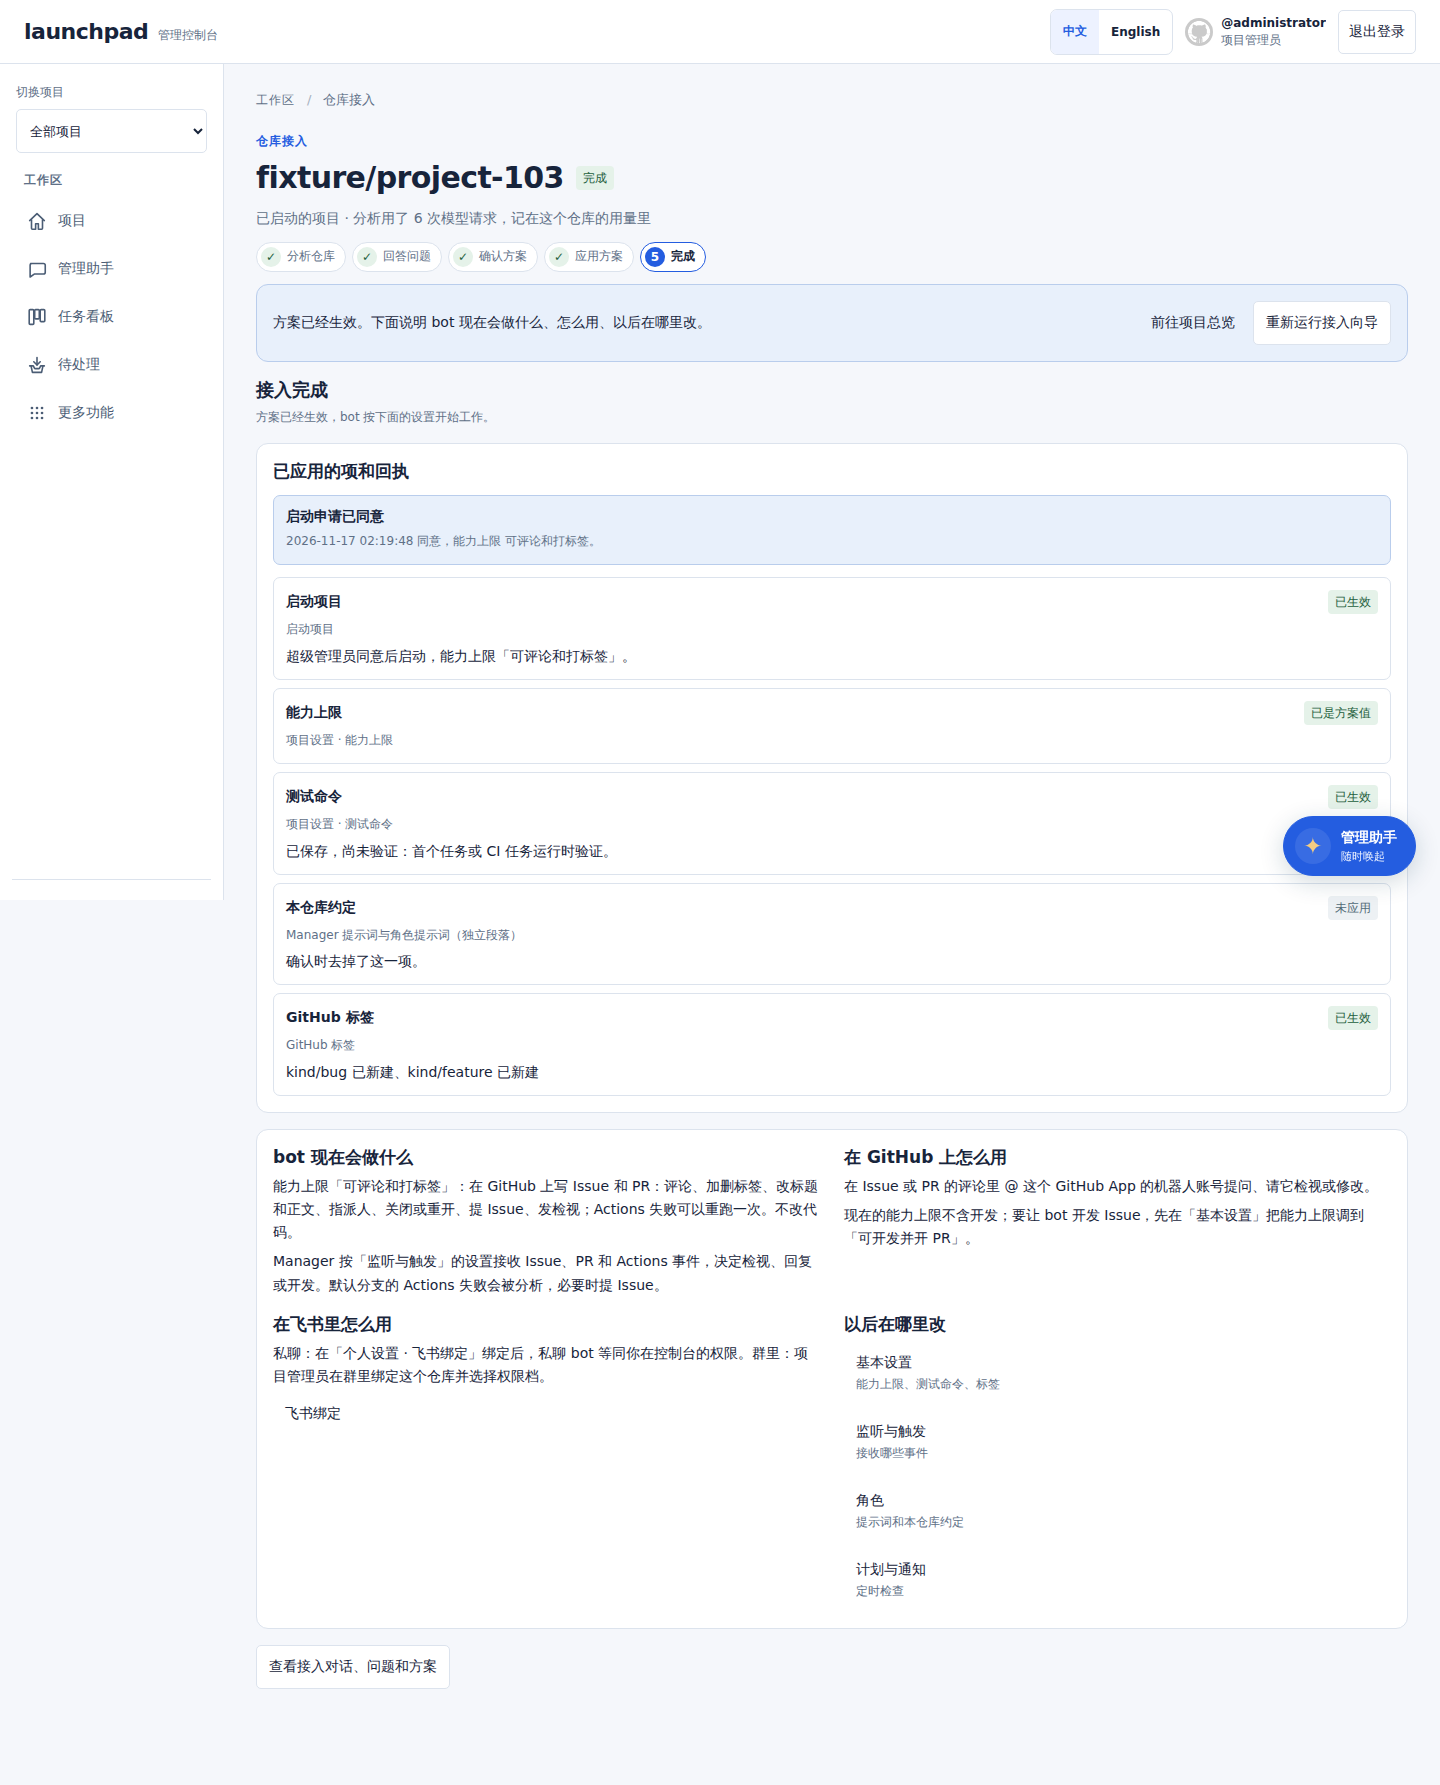 launchpad 管理控制台
中文 English
@administrator
项目管理员
退出登录
切换项目
全部项目
工作区
项目
管理助手
任务看板
待处理
更多功能
工作区 / 仓库接入
仓库接入
fixture/project-103 完成
已启动的项目 · 分析用了 6 次模型请求，记在这个仓库的用量里
✓ 分析仓库 ✓ 回答问题 ✓ 确认方案 ✓ 应用方案 5 完成
方案已经生效。下面说明 bot 现在会做什么、怎么用、以后在哪里改。
前往项目总览 重新运行接入向导
接入完成
方案已经生效，bot 按下面的设置开始工作。
已应用的项和回执
启动申请已同意
2026-11-17 02:19:48 同意，能力上限 可评论和打标签。
启动项目 已生效
启动项目
超级管理员同意后启动，能力上限「可评论和打标签」。
能力上限 已是方案值
项目设置 · 能力上限
测试命令 已生效
项目设置 · 测试命令
已保存，尚未验证：首个任务或 CI 任务运行时验证。
管理助手
随时唤起
本仓库约定 未应用
Manager 提示词与角色提示词（独立段落）
确认时去掉了这一项。
GitHub 标签 已生效
GitHub 标签
kind/bug 已新建、kind/feature 已新建
bot 现在会做什么
能力上限「可评论和打标签」：在 GitHub 上写 Issue 和 PR：评论、加删标签、改标题
和正文、指派人、关闭或重开、提 Issue、发检视；Actions 失败可以重跑一次。不改代
码。
Manager 按「监听与触发」的设置接收 Issue、PR 和 Actions 事件，决定检视、回复
或开发。默认分支的 Actions 失败会被分析，必要时提 Issue。
在 GitHub 上怎么用
在 Issue 或 PR 的评论里 @ 这个 GitHub App 的机器人账号提问、请它检视或修改。
现在的能力上限不含开发；要让 bot 开发 Issue，先在「基本设置」把能力上限调到
「可开发并开 PR」。
在飞书里怎么用
私聊：在「个人设置 · 飞书绑定」绑定后，私聊 bot 等同你在控制台的权限。群里：项
目管理员在群里绑定这个仓库并选择权限档。
飞书绑定
以后在哪里改
基本设置
能力上限、测试命令、标签
监听与触发
接收哪些事件
角色
提示词和本仓库约定
计划与通知
定时检查
查看接入对话、问题和方案